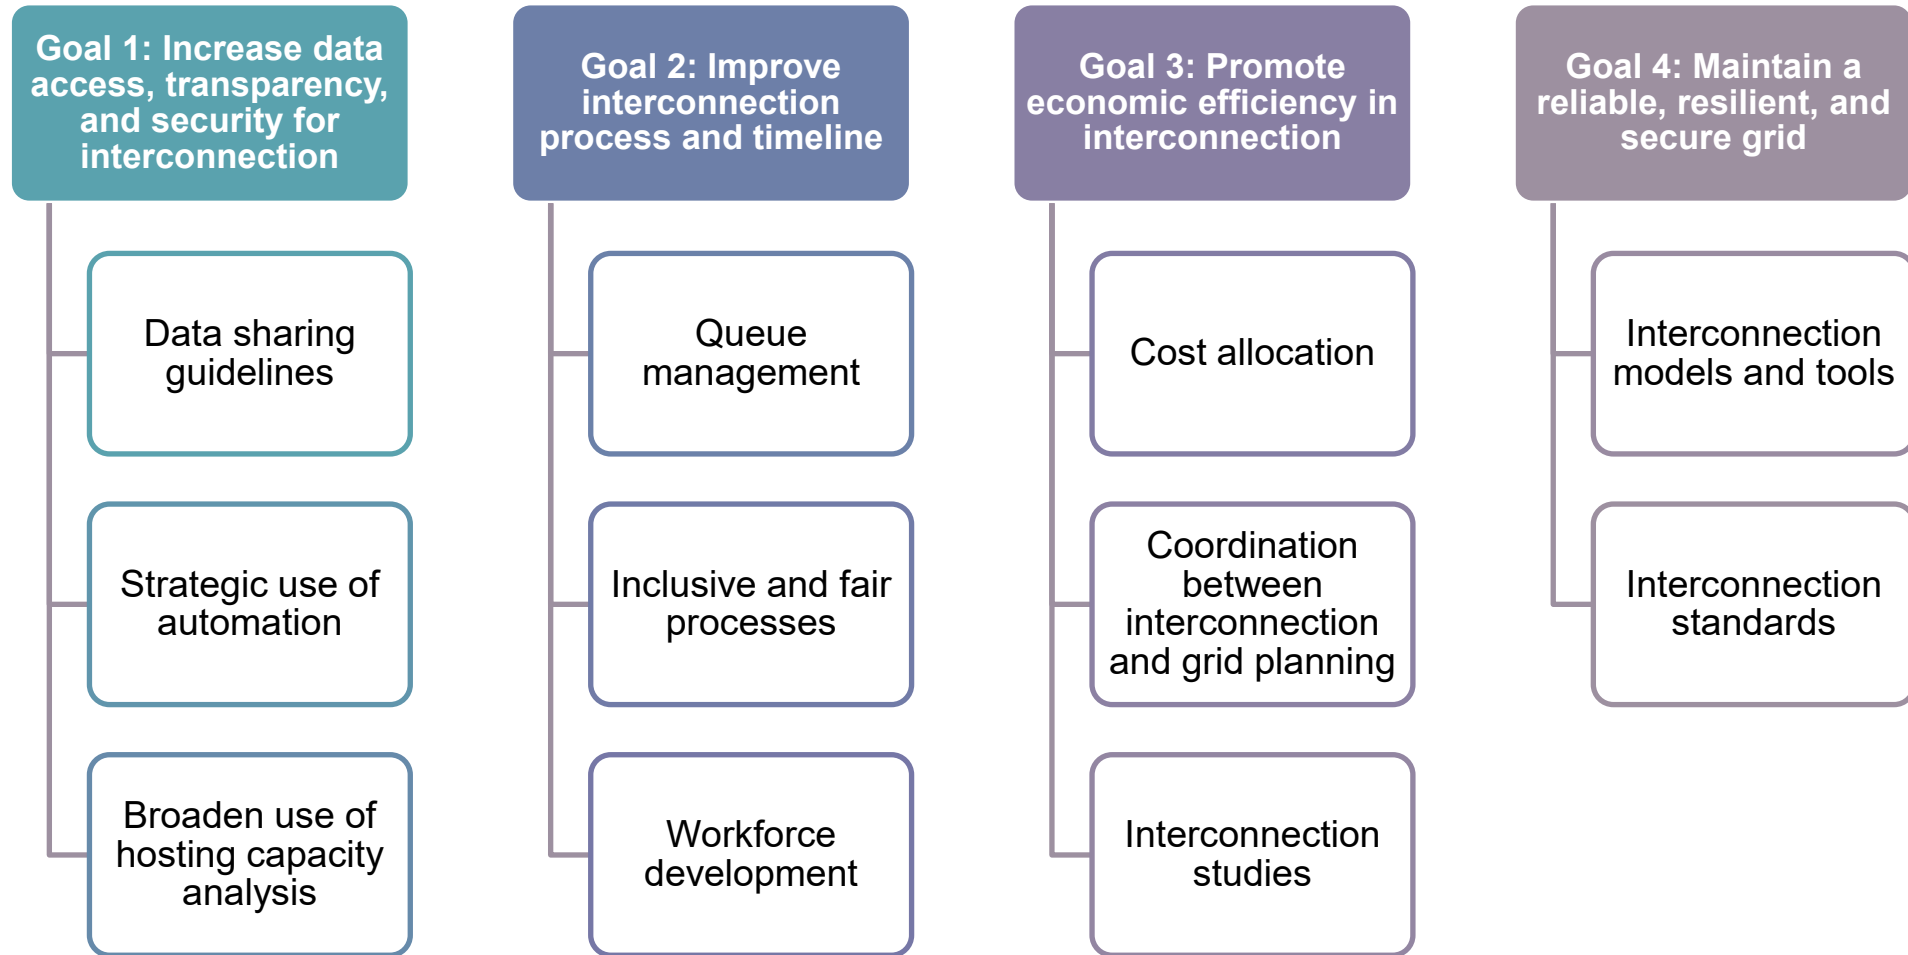 Goal 1: Increase data
access, transparency,
and security for
interconnection
Data sharing
guidelines
Strategic use of
automation
Broaden use of
hosting capacity
analysis
Goal 2: Improve
interconnection
process and timeline
Queue
management
Inclusive and fair
processes
Workforce
development
Goal 3: Promote
economic efficiency in
interconnection
Cost allocation
Coordination
between
interconnection
and grid planning
Interconnection
studies
Goal 4: Maintain a
reliable, resilient, and
secure grid
Interconnection
models and tools
Interconnection
standards